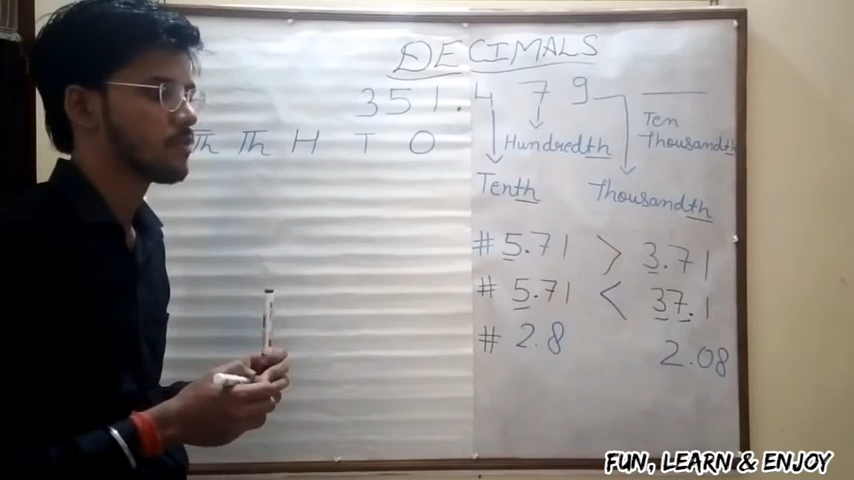 DECIMALS
351.479
Th Th H T O
Tenth
Hundredth
Thousandth
Ten
Thousandth
# 5.71 > 3.71
# 5.71 < 37.1
# 2.8 2.08
FUN, LEARN & ENJOY